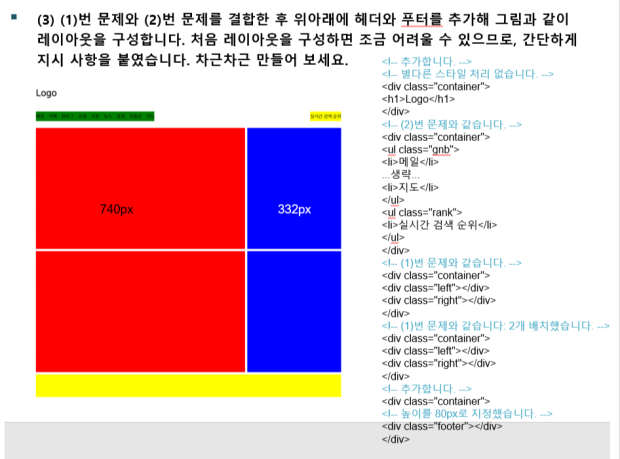 (3) (1)번 문제와 (2)번 문제를 결합한 후 위아래에 헤더와 푸터를 추가해 그림과 같이
레이아웃을 구성합니다. 처음 레이아웃을 구성하면 조금 어려울 수 있으므로, 간단하게
지시 사항을 붙였습니다. 차근차근 만들어 보세요.
Logo
실시간 검색 순위
740px
332px
<!-- 추가합니다. -->
<!-- 별다른 스타일 처리 없습니다. -->
<div class="container">
<h1>Logo</h1>
</div>
<!-- (2)번 문제와 같습니다. -->
<div class="container">
<ul class="gnb">
<li>메일</li>
...생략...
<li>지도</li>
</ul>
<ul class="rank">
<li>실시간 검색 순위</li>
</ul>
</div>
<!-- (1)번 문제와 같습니다. -->
<div class="container">
<div class="left"></div>
<div class="right"></div>
</div>
<!-- (1)번 문제와 같습니다: 2개 배치했습니다. -->
<div class="container">
<div class="left"></div>
<div class="right"></div>
</div>
<!-- 추가합니다. -->
<div class="container">
<!-- 높이를 80px로 지정했습니다. -->
<div class="footer"></div>
</div>